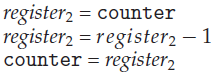 register₂ = counter
register₂ = register₂ − 1
counter = register₂